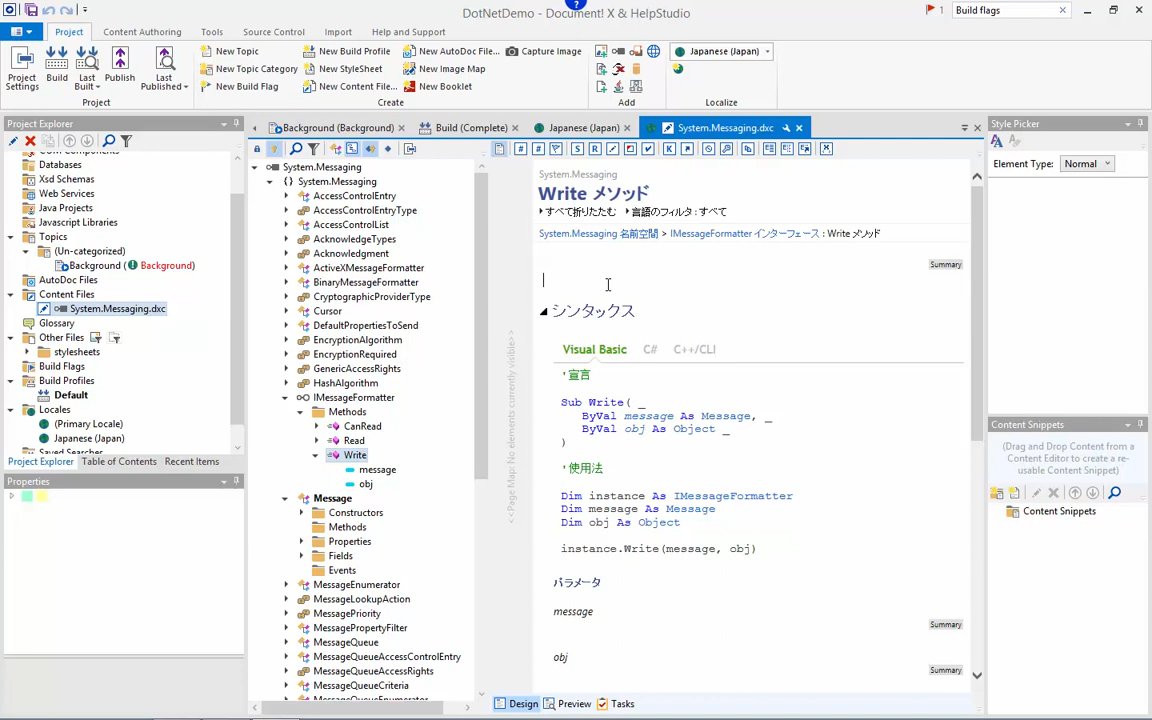 DotNetDemo - Document! X & HelpStudio
1
Build flags
Project
Content Authoring
Tools
Source Control
Import
Help and Support
Project Settings
Build
Last Built
Publish
Last Published
New Topic
New Topic Category
New Build Flag
New Build Profile
New StyleSheet
New Content File...
New AutoDoc File...
New Image Map
New Booklet
Capture Image
Japanese (Japan)
Project
Create
Add
Localize
Project Explorer
Databases
Xsd Schemas
Web Services
Java Projects
Javascript Libraries
Topics
(Un-categorized)
Background (Background)
AutoDoc Files
Content Files
System.Messaging.dxc
Glossary
Other Files
stylesheets
Build Flags
Build Profiles
Default
Locales
(Primary Locale)
Japanese (Japan)
Project Explorer
Table of Contents
Recent Items
Properties
Background (Background)
Build (Complete)
Japanese (Japan)
System.Messaging.dxc
System.Messaging
System.Messaging
AccessControlEntry
AccessControlEntryType
AccessControlList
AcknowledgeTypes
Acknowledgment
ActiveXMessageFormatter
BinaryMessageFormatter
CryptographicProviderType
Cursor
DefaultPropertiesToSend
EncryptionAlgorithm
EncryptionRequired
GenericAccessRights
HashAlgorithm
IMessageFormatter
Methods
CanRead
Read
Write
message
obj
Message
Constructors
Methods
Properties
Fields
Events
MessageEnumerator
MessageLookupAction
MessagePriority
MessagePropertyFilter
MessageQueue
MessageQueueAccessControlEntry
MessageQueueAccessRights
MessageQueueCriteria
<<Page Map: No elements currently visible>>
System.Messaging
Write メソッド
すべて折りたたむ 言語のフィルタ : すべて
System.Messaging 名前空間 > IMessageFormatter インターフェース : Write メソッド
Summary
シンタックス
Visual Basic
C#
C++/CLI
'宣言
Sub Write( _
ByVal message As Message, _
ByVal obj As Object _
)
'使用法
Dim instance As IMessageFormatter
Dim message As Message
Dim obj As Object
instance.Write(message, obj)
パラメータ
message
Summary
obj
Summary
Design
Preview
Tasks
Style Picker
Element Type:
Normal
Content Snippets
(Drag and Drop Content from a
Content Editor to create a re-
usable Content Snippet)
Content Snippets